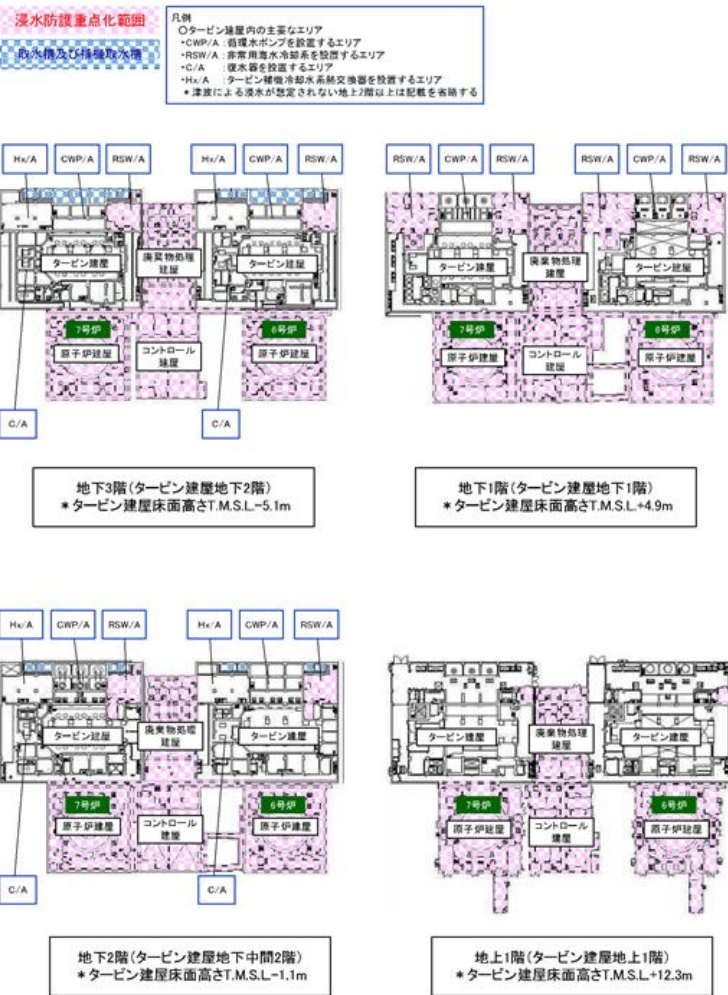 浸水防護重点化範囲
取水槽及び補機取水槽
凡例
○タービン建屋内の主要なエリア
・CWP/A：循環水ポンプを設置するエリア
・RSW/A：非常用海水冷却系を設置するエリア
・C/A：復水器を設置するエリア
・Hx/A：タービン補機冷却水系熱交換器を設置するエリア
＊津波による浸水が想定されない地上2階以上は記載を省略する
Hx/A CWP/A RSW/A Hx/A CWP/A RSW/A
タービン建屋 廃棄物処理建屋 タービン建屋
7号炉 6号炉
原子炉建屋 コントロール建屋 原子炉建屋
C/A C/A
地下3階(タービン建屋地下2階)
＊タービン建屋床面高さT.M.S.L.-5.1m
RSW/A CWP/A RSW/A RSW/A CWP/A RSW/A
タービン建屋 廃棄物処理建屋 タービン建屋
7号炉 6号炉
原子炉建屋 コントロール建屋 原子炉建屋
地下1階(タービン建屋地下1階)
＊タービン建屋床面高さT.M.S.L.+4.9m
Hx/A CWP/A RSW/A Hx/A CWP/A RSW/A
タービン建屋 廃棄物処理建屋 タービン建屋
7号炉 6号炉
原子炉建屋 コントロール建屋 原子炉建屋
C/A C/A
地下2階(タービン建屋地下中間2階)
＊タービン建屋床面高さT.M.S.L.-1.1m
タービン建屋 廃棄物処理建屋 タービン建屋
7号炉 6号炉
原子炉建屋 コントロール建屋 原子炉建屋
地上1階(タービン建屋地上1階)
＊タービン建屋床面高さT.M.S.L.+12.3m